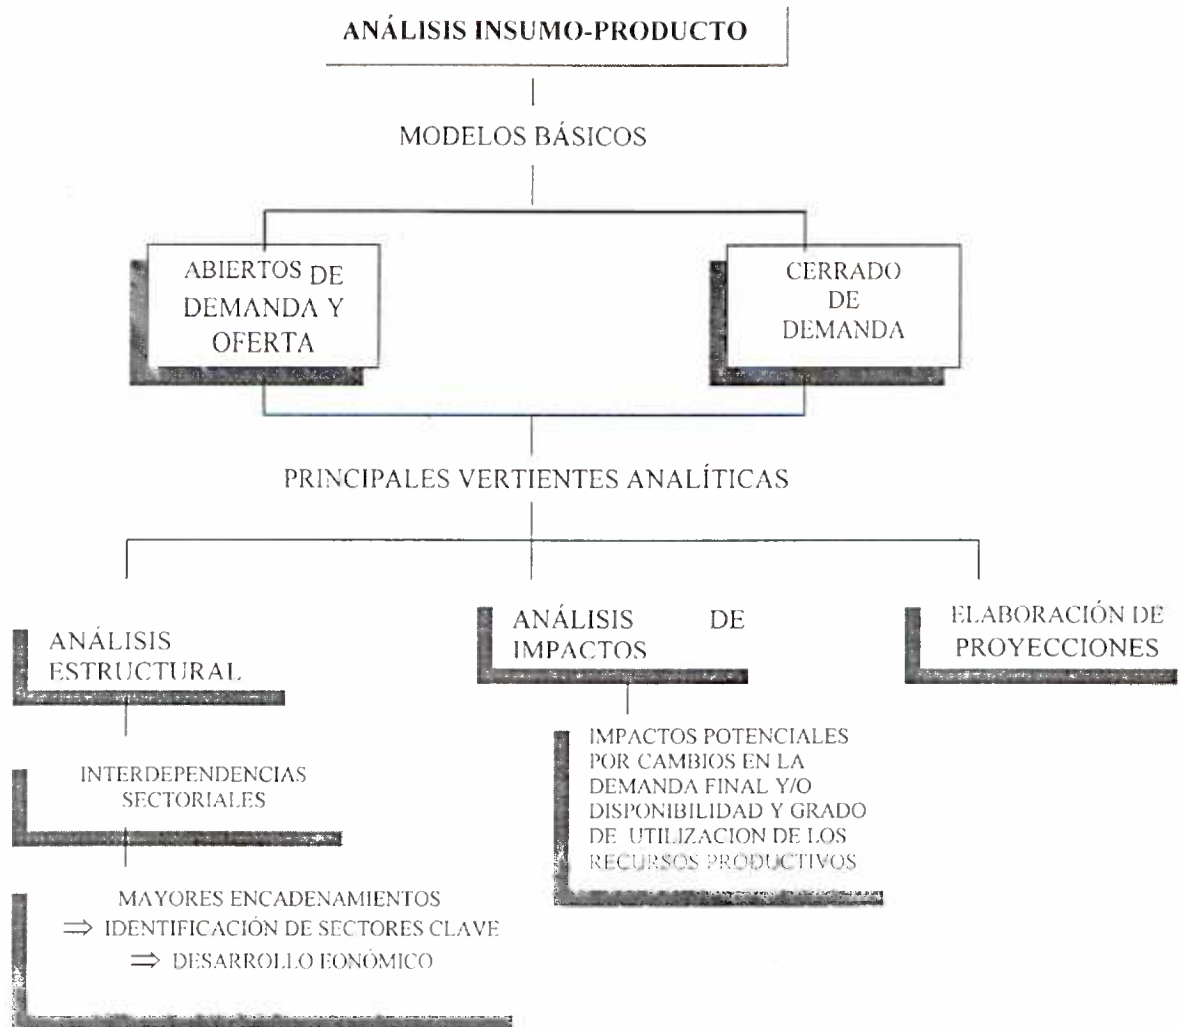 ANÁLISIS INSUMO-PRODUCTO
MODELOS BÁSICOS
ABIERTOS DE
DEMANDA Y
OFERTA
CERRADO
DE
DEMANDA
PRINCIPALES VERTIENTES ANALÍTICAS
ANÁLISIS
ESTRUCTURAL
ANÁLISIS DE
IMPACTOS
ELABORACIÓN DE
PROYECCIONES
INTERDEPENDENCIAS
SECTORIALES
IMPACTOS POTENCIALES
POR CAMBIOS EN LA
DEMANDA FINAL Y/O
DISPONIBILIDAD Y GRADO
DE UTILIZACION DE LOS
RECURSOS PRODUCTIVOS
MAYORES ENCADENAMIENTOS
⇒ IDENTIFICACIÓN DE SECTORES CLAVE
⇒ DESARROLLO EONÓMICO